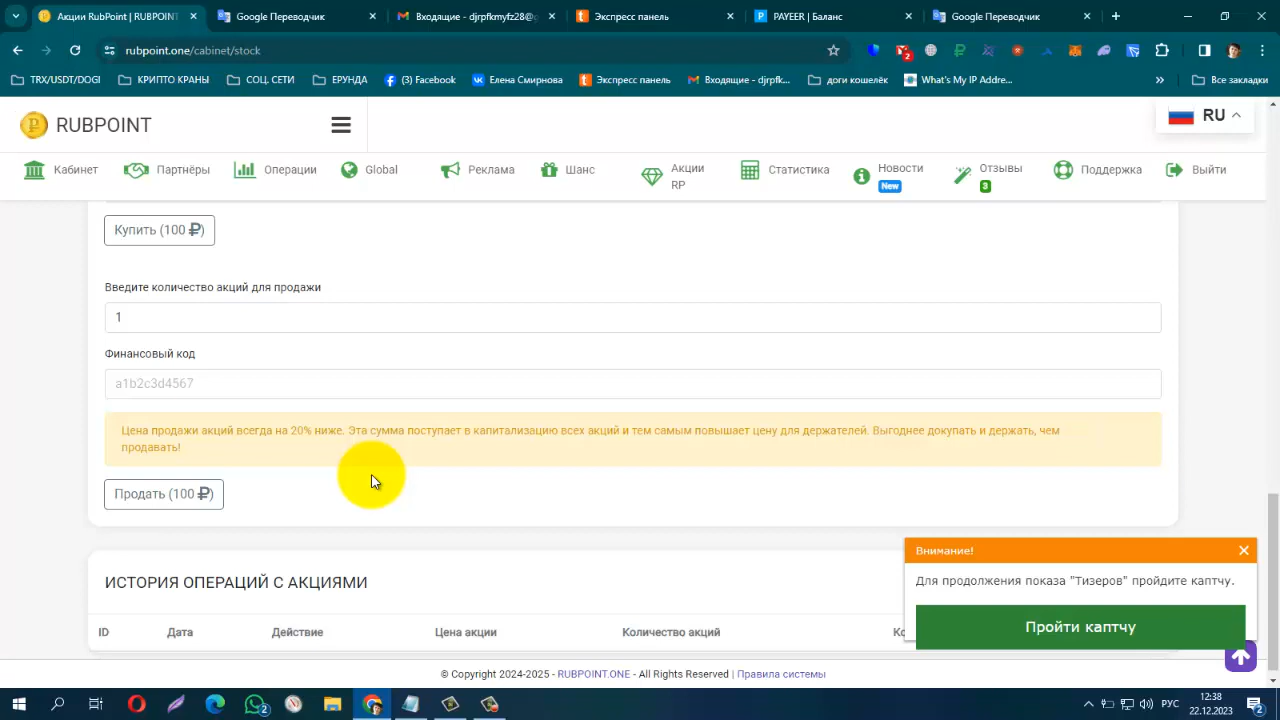 Акции RubPoint | RUBPOINT
Google Переводчик
Входящие - djrpfkmyfz28@
Экспресс панель
PAYEER | Баланс
Google Переводчик
rubpoint.one/cabinet/stock
TRX/USDT/DOGI
КРИПТО КРАНЫ
СОЦ. СЕТИ
ЕРУНДА
(3) Facebook
Елена Смирнова
Экспресс панель
Входящие - djrpfk...
доги кошелёк
What's My IP Addre...
Все закладки
RUBPOINT
RU
Кабинет
Партнёры
Операции
Global
Реклама
Шанс
Акции
RP
Статистика
Новости
New
Отзывы
3
Поддержка
Выйти
Купить (100 ₽)
Введите количество акций для продажи
1
Финансовый код
a1b2c3d4567
Цена продажи акций всегда на 20% ниже. Эта сумма поступает в капитализацию всех акций и тем самым повышает цену для держателей. Выгоднее докупать и держать, чем
продавать!
Продать (100 ₽)
Внимание!
Для продолжения показа "Тизеров" пройдите каптчу.
Пройти каптчу
ИСТОРИЯ ОПЕРАЦИЙ С АКЦИЯМИ
ID
Дата
Действие
Цена акции
Количество акций
© Copyright 2024-2025 - RUBPOINT.ONE - All Rights Reserved | Правила системы
РУС
12:38
22.12.2023
2